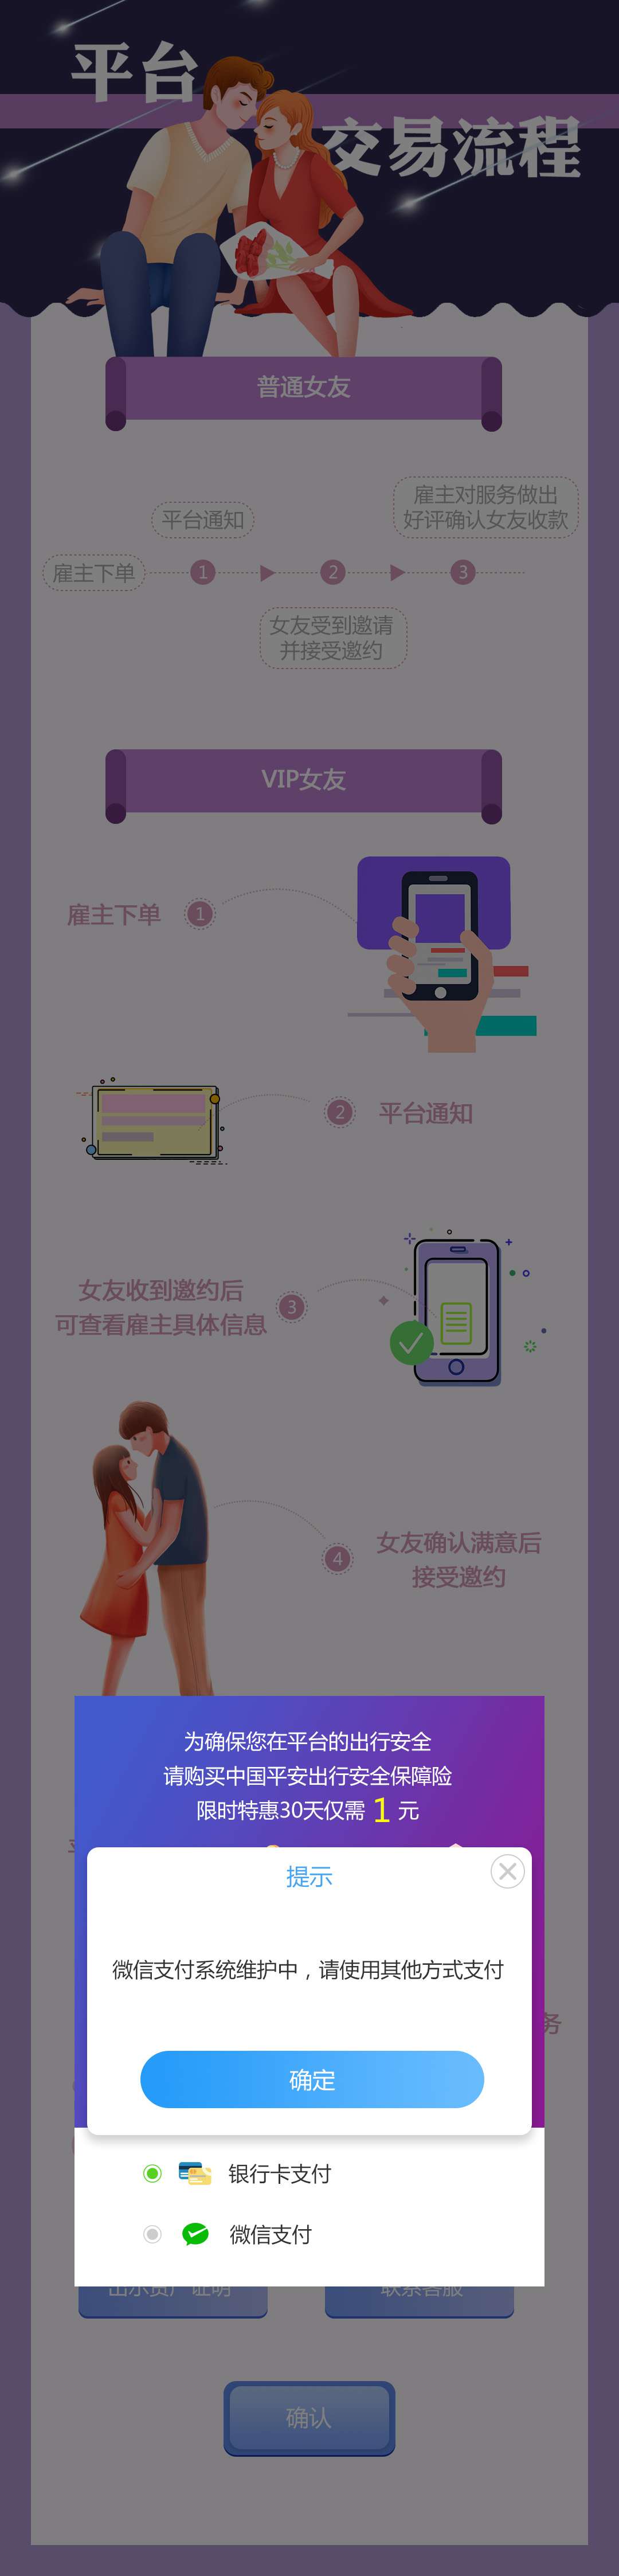 平台
交易流程
普通女友
雇主对服务做出
好评确认女友收款
平台通知
雇主下单
1
2
3
女友受到邀请
并接受邀约
VIP女友
雇主下单
1
2
平台通知
女友收到邀约后
可查看雇主具体信息
3
4
女友确认满意后
接受邀约
为确保您在平台的出行安全
请购买中国平安出行安全保障险
限时特惠30天仅需 1 元
提示
微信支付系统维护中，请使用其他方式支付
务
确定
银行卡支付
微信支付
联系客服
确认